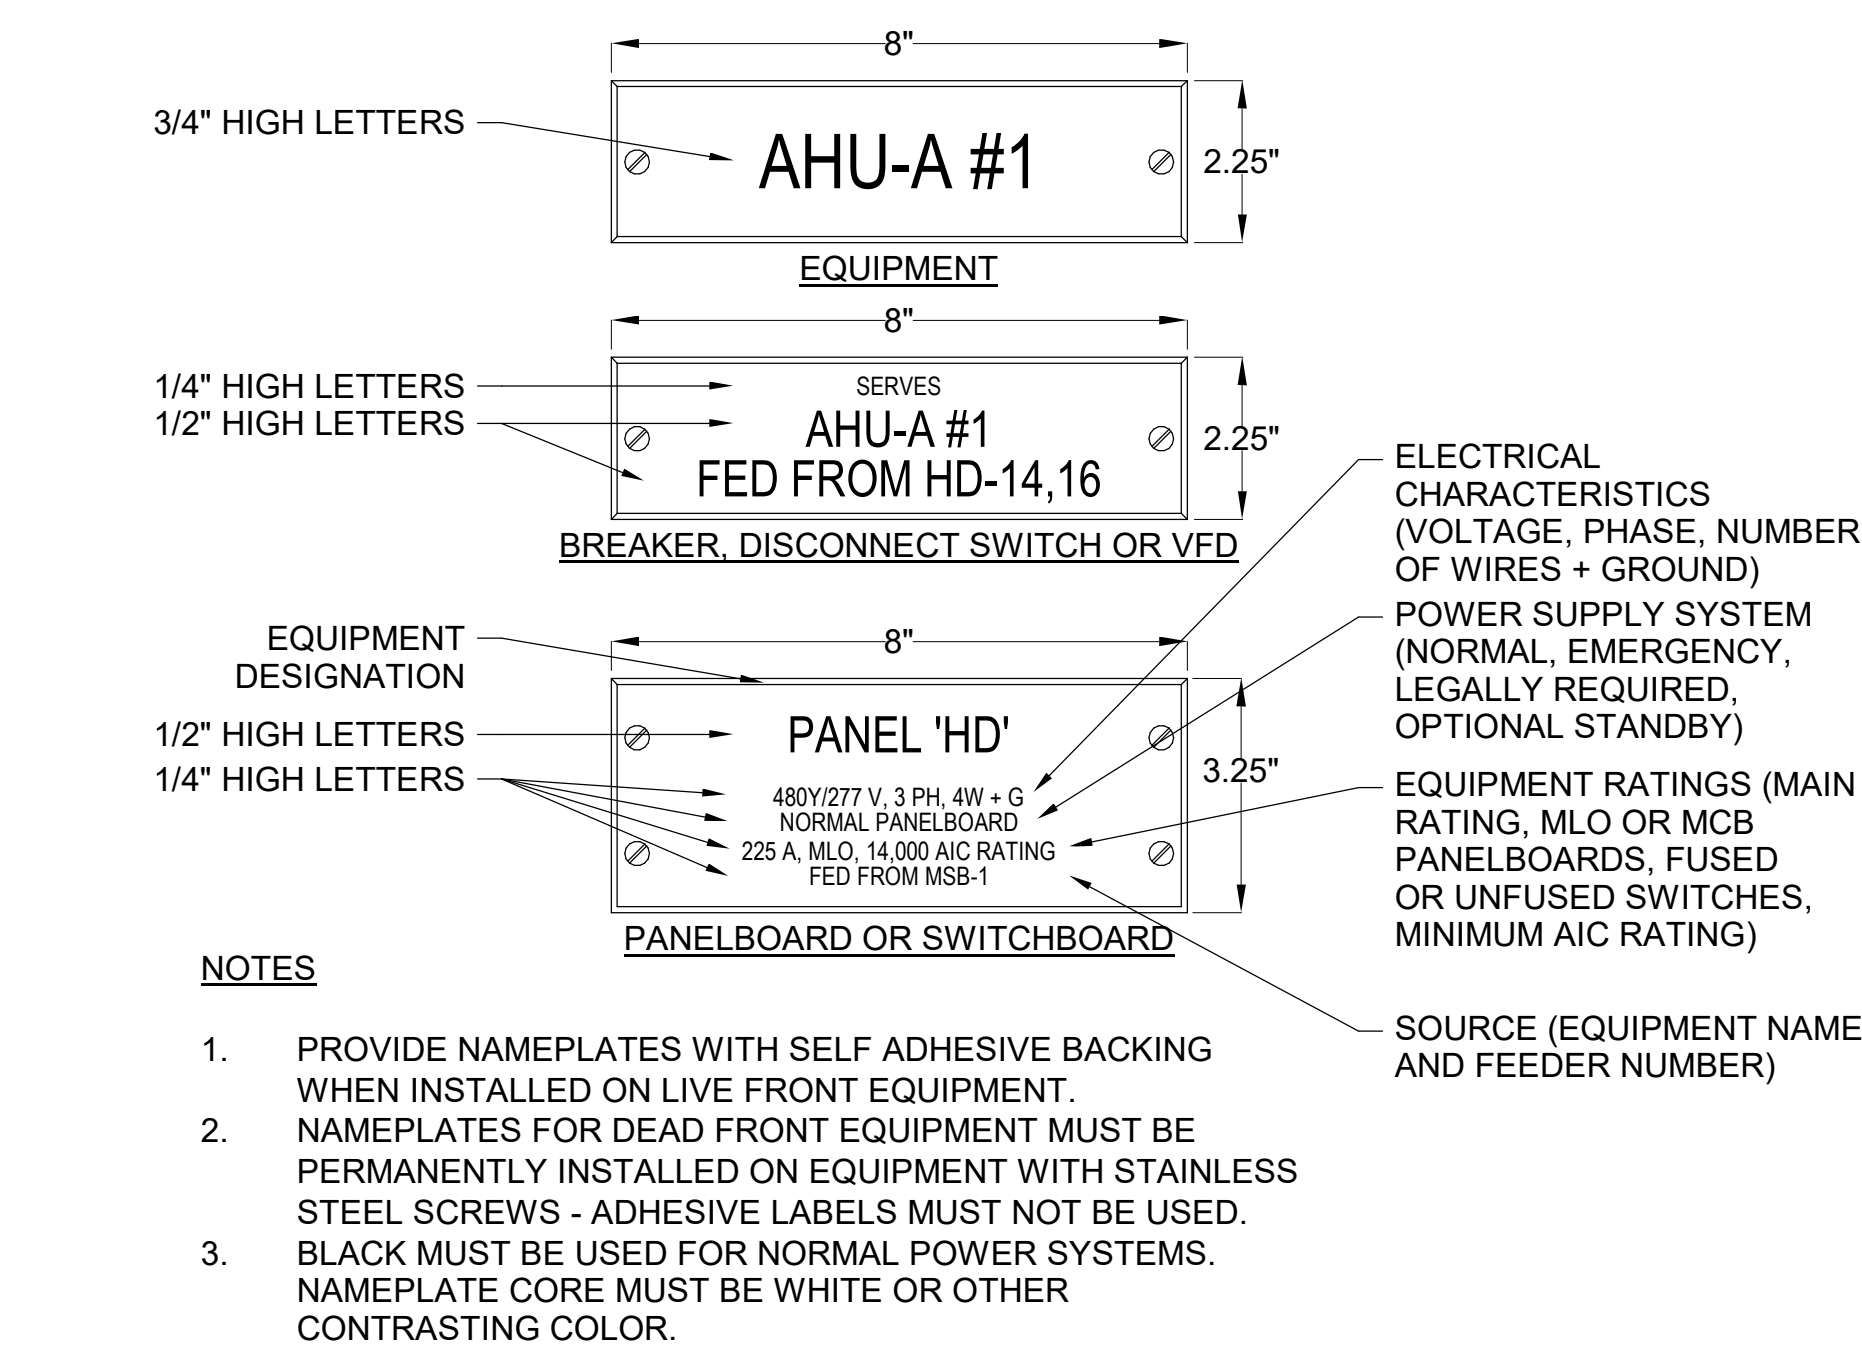 8"
3/4" HIGH LETTERS
AHU-A #1
2.25"
EQUIPMENT
8"
1/4" HIGH LETTERS
1/2" HIGH LETTERS
SERVES
AHU-A #1
FED FROM HD-14,16
2.25"
BREAKER, DISCONNECT SWITCH OR VFD
EQUIPMENT
DESIGNATION
8"
1/2" HIGH LETTERS
1/4" HIGH LETTERS
PANEL 'HD'
480Y/277 V, 3 PH, 4W + G
NORMAL PANELBOARD
225 A, MLO, 14,000 AIC RATING
FED FROM MSB-1
3.25"
PANELBOARD OR SWITCHBOARD
ELECTRICAL
CHARACTERISTICS
(VOLTAGE, PHASE, NUMBER
OF WIRES + GROUND)
POWER SUPPLY SYSTEM
(NORMAL, EMERGENCY,
LEGALLY REQUIRED,
OPTIONAL STANDBY)
EQUIPMENT RATINGS (MAIN
RATING, MLO OR MCB
PANELBOARDS, FUSED
OR UNFUSED SWITCHES,
MINIMUM AIC RATING)
SOURCE (EQUIPMENT NAME
AND FEEDER NUMBER)
NOTES
1. PROVIDE NAMEPLATES WITH SELF ADHESIVE BACKING
WHEN INSTALLED ON LIVE FRONT EQUIPMENT.
2. NAMEPLATES FOR DEAD FRONT EQUIPMENT MUST BE
PERMANENTLY INSTALLED ON EQUIPMENT WITH STAINLESS
STEEL SCREWS - ADHESIVE LABELS MUST NOT BE USED.
3. BLACK MUST BE USED FOR NORMAL POWER SYSTEMS.
NAMEPLATE CORE MUST BE WHITE OR OTHER
CONTRASTING COLOR.